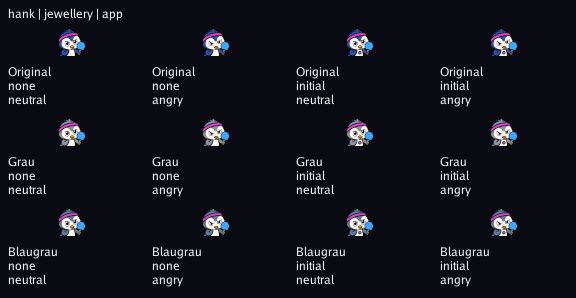 hank | jewellery | app
Original Original Original Original
none none initial initial
neutral angry neutral angry
Grau Grau Grau Grau
none none initial initial
neutral angry neutral angry
Blaugrau Blaugrau Blaugrau Blaugrau
none none initial initial
neutral angry neutral angry